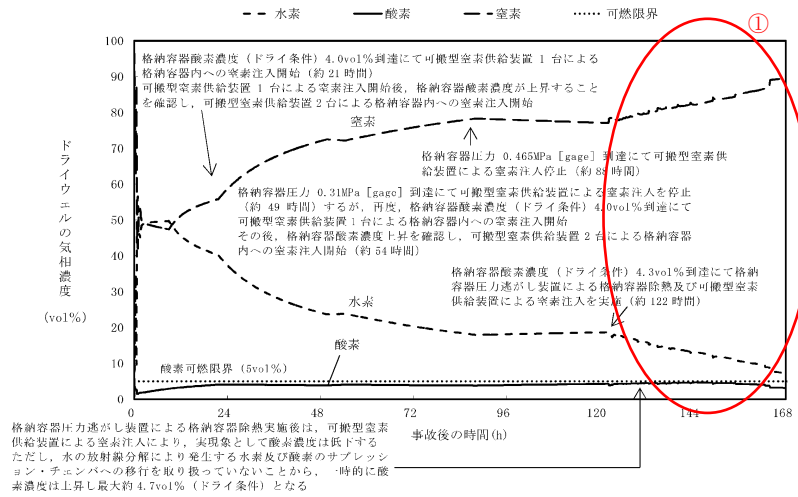 水素 酸素 窒素 可燃限界
①
100
90
80
70
60
50
40
30
20
10
0
ドライウェルの気相濃度
(vol%)
格納容器酸素濃度（ドライ条件）4.0vol%到達にて可搬型窒素供給装置１台による
格納容器内への窒素注入開始（約21時間）
可搬型窒素供給装置１台による窒素注入開始後，格納容器酸素濃度が上昇すること
を確認し，可搬型窒素供給装置２台による格納容器内への窒素注入開始
窒素
格納容器圧力 0.465MPa［gage］到達にて可搬型窒素供
給装置による窒素注入停止（約88時間）
格納容器圧力 0.31MPa［gage］到達にて可搬型窒素供給装置による窒素注入を停止
（約 49時間）するが，再度，格納容器酸素濃度（ドライ条件）4.0vol%到達にて
可搬型窒素供給装置１台による格納容器内への窒素注入開始
その後，格納容器酸素濃度上昇を確認し，可搬型窒素供給装置２台による格納容器
内への窒素注入開始（約54時間）
格納容器酸素濃度（ドライ条件）4.3vol%到達にて格納
容器圧力逃がし装置による格納容器除熱及び可搬型窒素
供給装置による窒素注入を実施（約122時間）
水素
酸素
酸素可燃限界（5vol%）
0 24 48 72 96 120 144 168
事故後の時間(h)
格納容器圧力逃がし装置による格納容器除熱実施後は，可搬型窒素
供給装置による窒素注入により，実現象として酸素濃度は低下する
ただし，水の放射線分解により発生する水素及び酸素のサプレッシ
ョン・チェンバへの移行を取り扱っていないことから，一時的に酸
素濃度は上昇し最大約4.7vol%（ドライ条件）となる